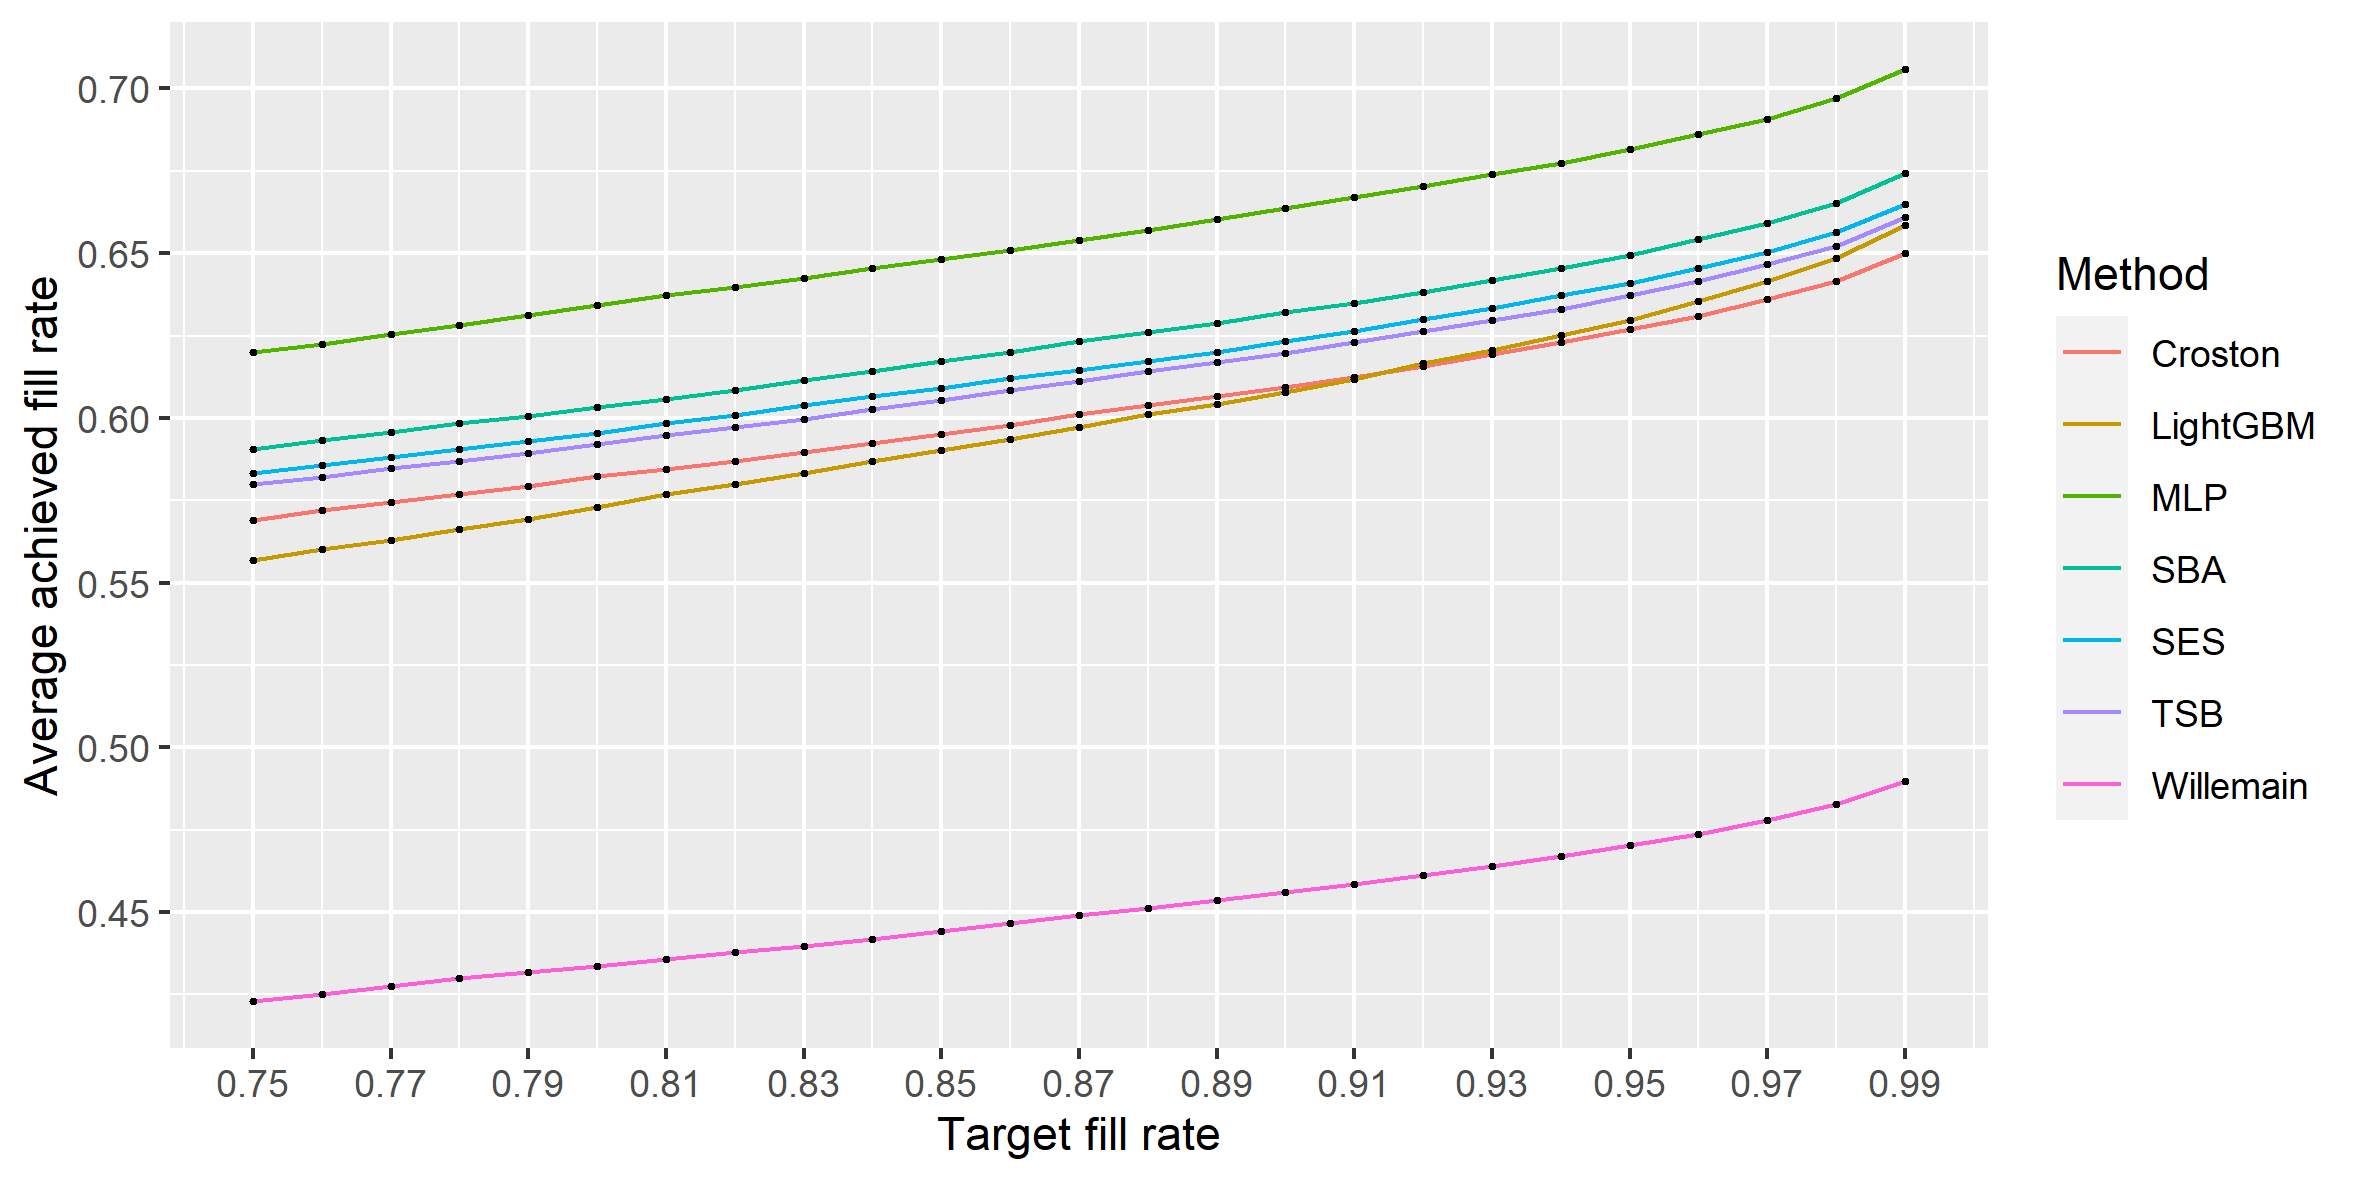 Average achieved fill rate
0.70
0.65
0.60
0.55
0.50
0.45
0.75 0.77 0.79 0.81 0.83 0.85 0.87 0.89 0.91 0.93 0.95 0.97 0.99
Target fill rate
Method
Croston
LightGBM
MLP
SBA
SES
TSB
Willemain